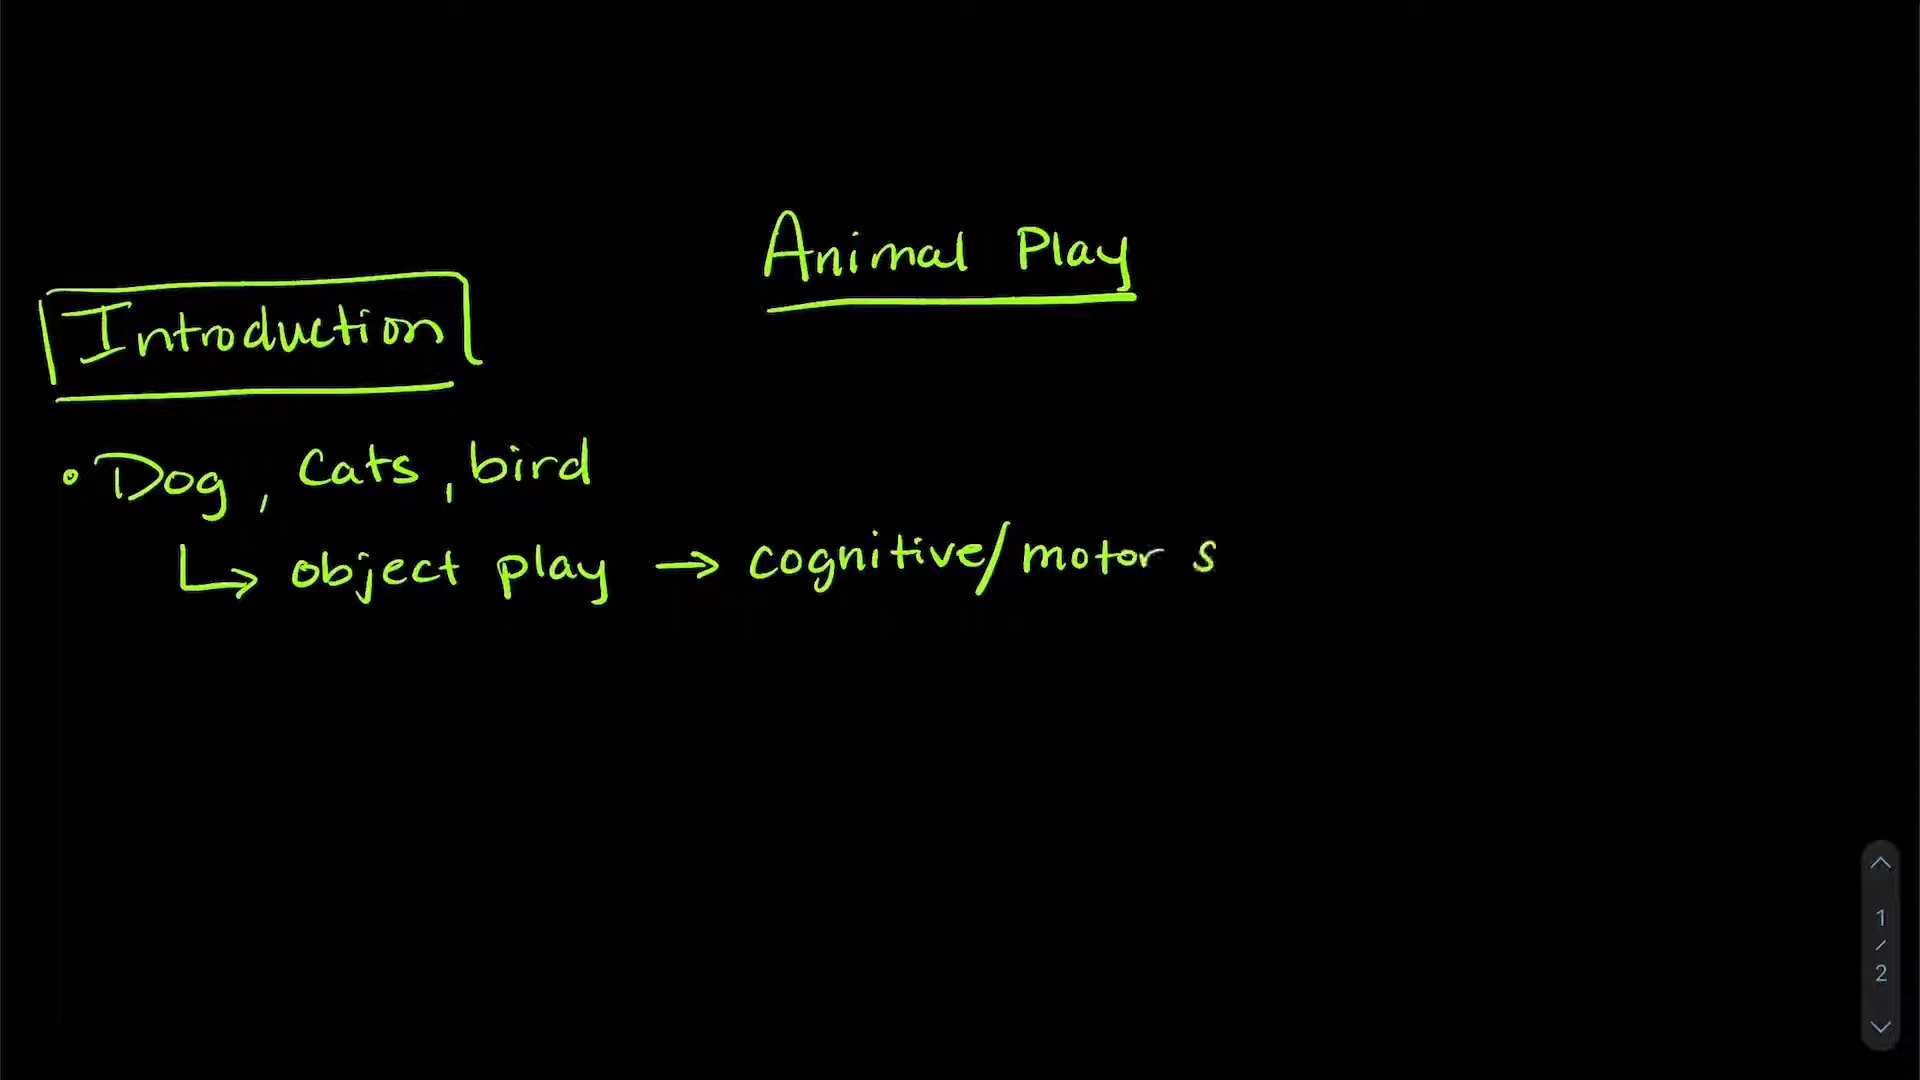 Animal Play
Introduction
• Dog, Cats, bird
↳ object play → cognitive/motor s
1
/
2